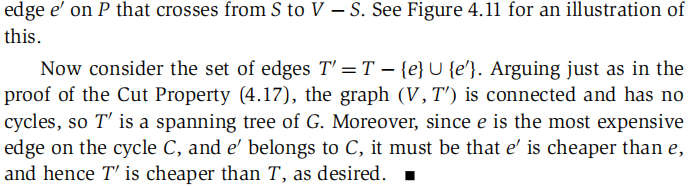 edge e′ on P that crosses from S to V − S. See Figure 4.11 for an illustration of
this.
Now consider the set of edges T′ = T − {e} ∪ {e′}. Arguing just as in the
proof of the Cut Property (4.17), the graph (V, T′) is connected and has no
cycles, so T′ is a spanning tree of G. Moreover, since e is the most expensive
edge on the cycle C, and e′ belongs to C, it must be that e′ is cheaper than e,
and hence T′ is cheaper than T, as desired. ■